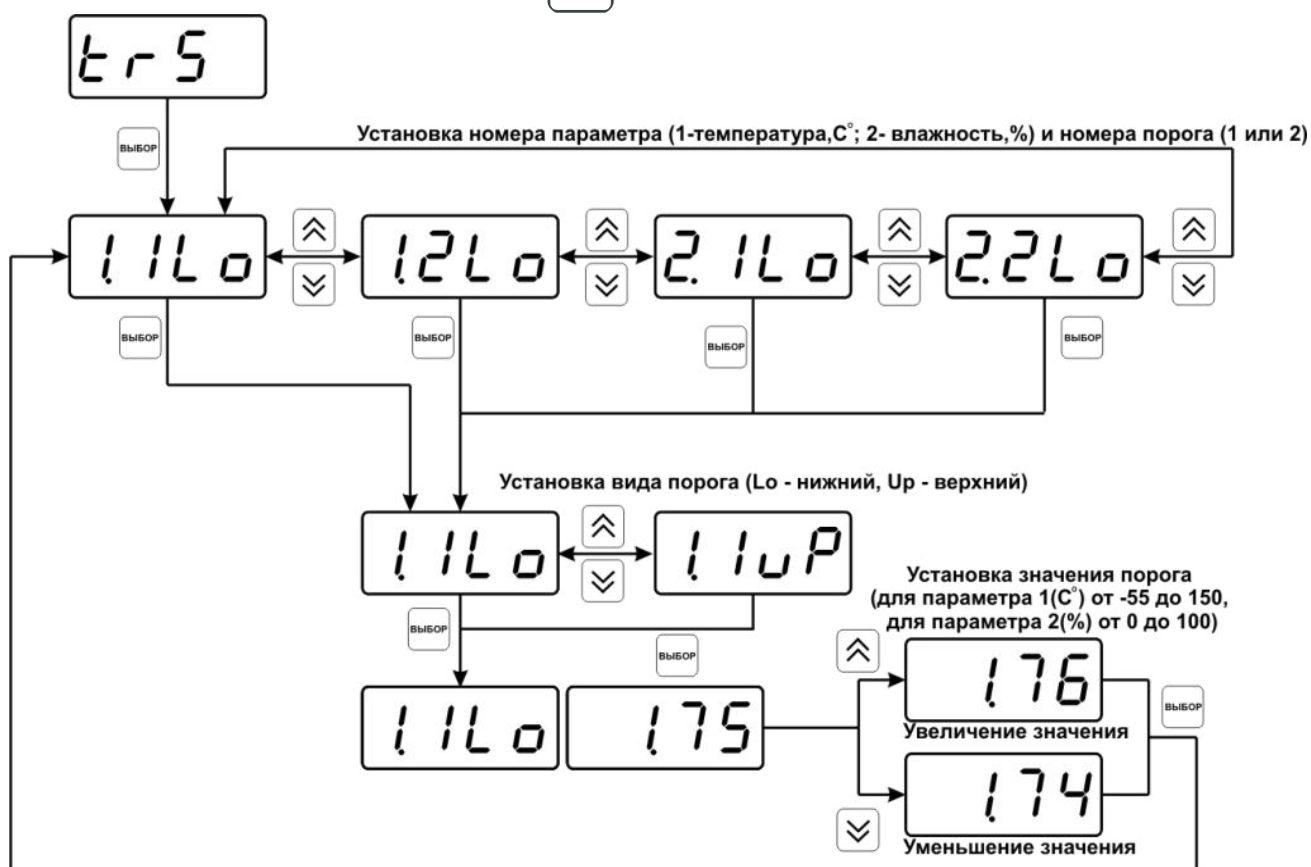 trS
ВЫБОР
Установка номера параметра (1-температура,С°; 2- влажность,%) и номера порога (1 или 2)
1.1Lo
1.2Lo
2.1Lo
2.2Lo
ВЫБОР
ВЫБОР
ВЫБОР
ВЫБОР
Установка вида порога (Lo - нижний, Up - верхний)
1.1Lo
1.1uP
ВЫБОР
ВЫБОР
Установка значения порога
(для параметра 1(С°) от -55 до 150,
для параметра 2(%) от 0 до 100)
1.1Lo
1.75
1.76
ВЫБОР
Увеличение значения
1.74
Уменьшение значения